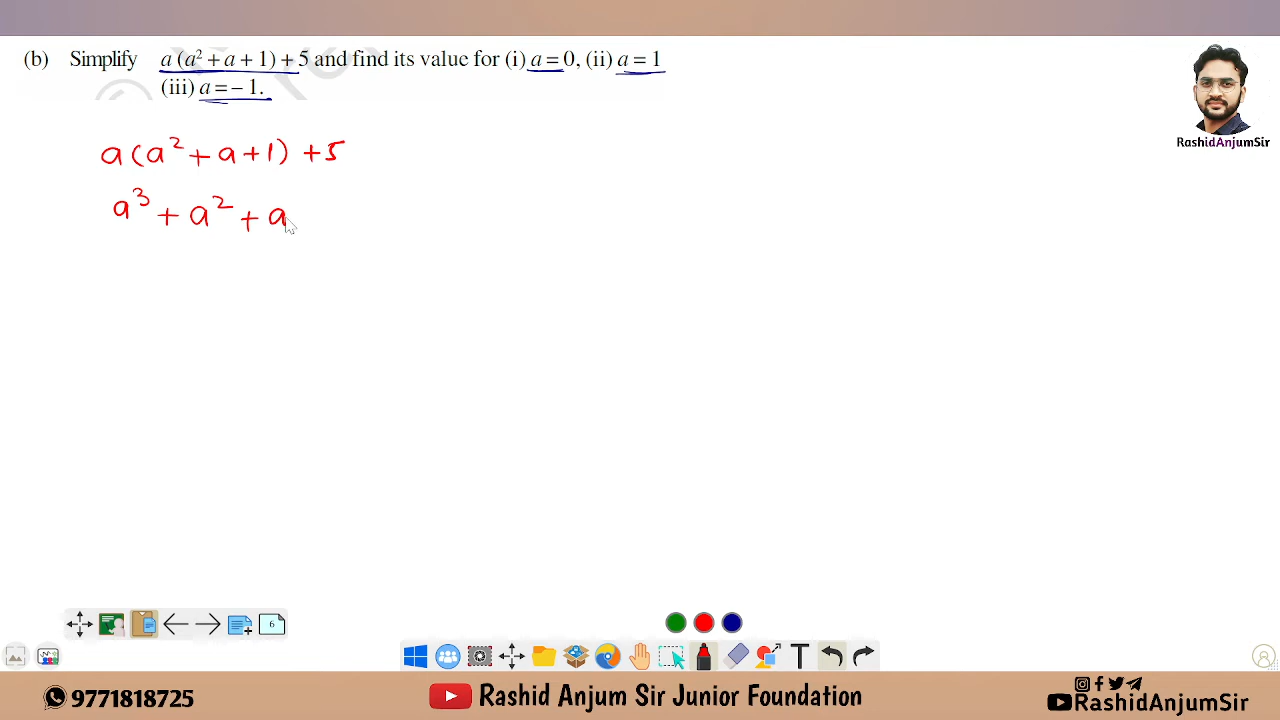 (b) Simplify a (a² + a + 1) + 5 and find its value for (i) a = 0, (ii) a = 1
(iii) a = – 1.
RashidAnjumSir
a(a² + a + 1) + 5
a³ + a² + a
6
9771818725
Rashid Anjum Sir Junior Foundation
RashidAnjumSir